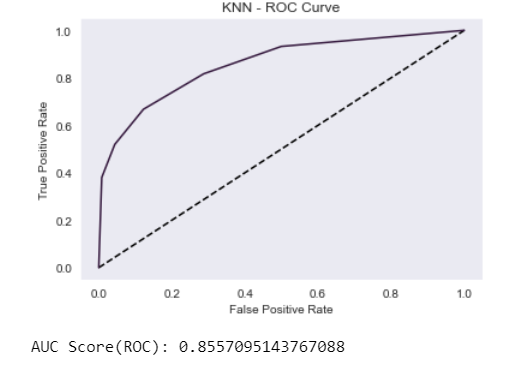 KNN - ROC Curve
1.0
0.8
0.6
0.4
0.2
0.0
True Positive Rate
0.0 0.2 0.4 0.6 0.8 1.0
False Positive Rate
AUC Score(ROC): 0.8557095143767088